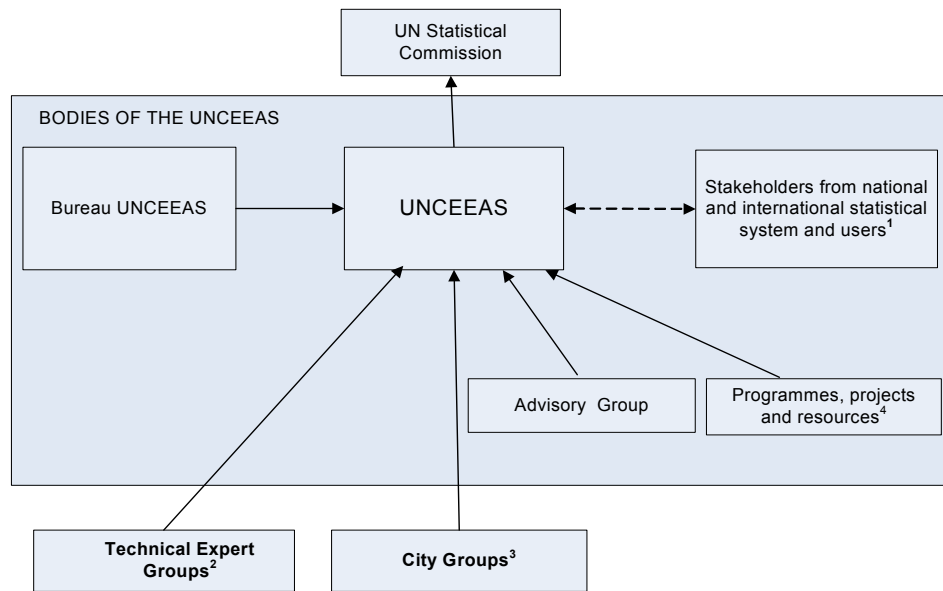 UN Statistical
Commission
BODIES OF THE UNCEEAS
Bureau UNCEEAS
UNCEEAS
Stakeholders from national
and international statistical
system and users¹
Advisory Group
Programmes, projects
and resources⁴
Technical Expert
Groups²
City Groups³